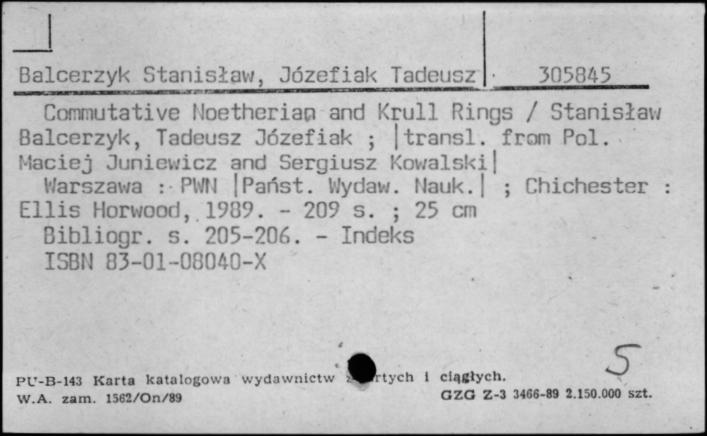 Balcerzyk Stanisław, Józefiak Tadeusz 305845
Commutative Noetherian and Krull Rings / Stanisław
Balcerzyk, Tadeusz Józefiak ; |transl. from Pol.
Maciej Juniewicz and Sergiusz Kowalski|
Warszawa : PWN |Państ. Wydaw. Nauk.| ; Chichester :
Ellis Horwood, 1989. - 209 s. ; 25 cm
Bibliogr. s. 205-206. - Indeks
ISBN 83-01-08040-X
5
PU-B-143 Karta katalogowa wydawnictw i ciągłych.
W.A. zam. 1562/On/89 GZG Z-3 3466-89 2.150.000 szt.